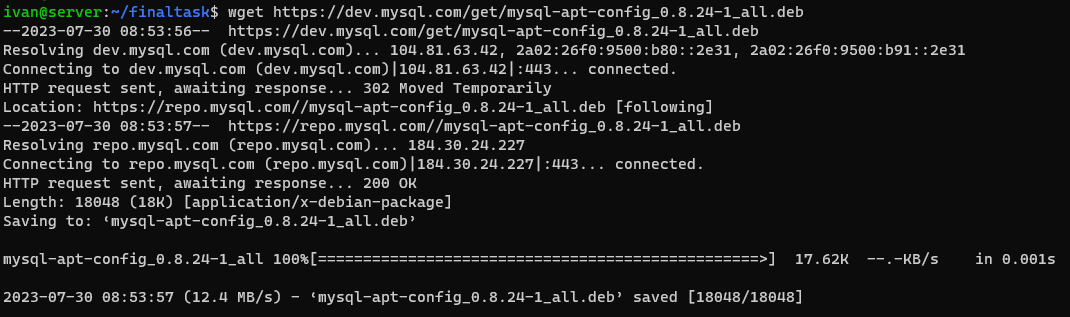 ivan@server:~/finaltask$ wget https://dev.mysql.com/get/mysql-apt-config_0.8.24-1_all.deb
--2023-07-30 08:53:56--  https://dev.mysql.com/get/mysql-apt-config_0.8.24-1_all.deb
Resolving dev.mysql.com (dev.mysql.com)... 104.81.63.42, 2a02:26f0:9500:b80::2e31, 2a02:26f0:9500:b91::2e31
Connecting to dev.mysql.com (dev.mysql.com)|104.81.63.42|:443... connected.
HTTP request sent, awaiting response... 302 Moved Temporarily
Location: https://repo.mysql.com//mysql-apt-config_0.8.24-1_all.deb [following]
--2023-07-30 08:53:57--  https://repo.mysql.com//mysql-apt-config_0.8.24-1_all.deb
Resolving repo.mysql.com (repo.mysql.com)... 184.30.24.227
Connecting to repo.mysql.com (repo.mysql.com)|184.30.24.227|:443... connected.
HTTP request sent, awaiting response... 200 OK
Length: 18048 (18K) [application/x-debian-package]
Saving to: ‘mysql-apt-config_0.8.24-1_all.deb’

mysql-apt-config_0.8.24-1_all 100%[=================================================>]  17.62K  --.-KB/s    in 0.001s

2023-07-30 08:53:57 (12.4 MB/s) - ‘mysql-apt-config_0.8.24-1_all.deb’ saved [18048/18048]